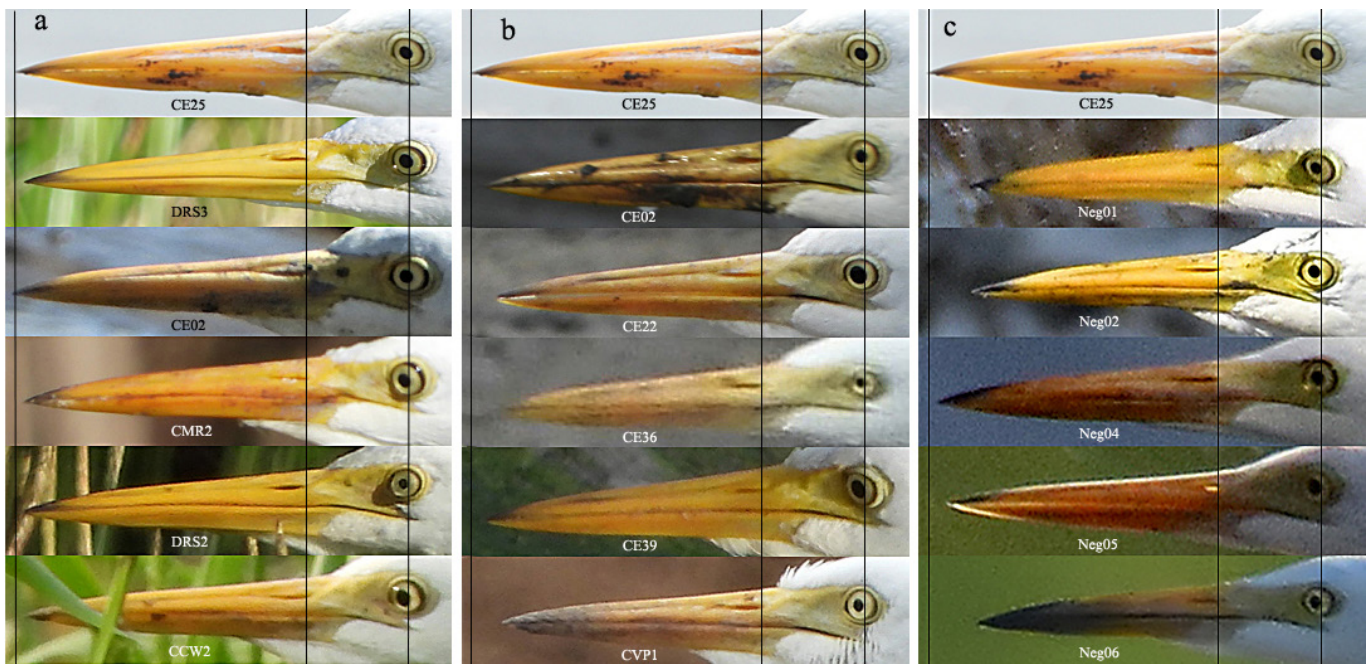 a
CE25
DRS3
CE02
CMR2
DRS2
CCW2
b
CE25
CE02
CE22
CE36
CE39
CVP1
c
CE25
Neg01
Neg02
Neg04
Neg05
Neg06